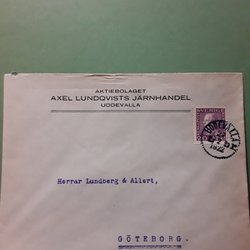 AKTIEBOLAGET
AXEL LUNDQVISTS JÄRNHANDEL
UDDEVALLA
SVERIGE
UDDEVALLA
Herrar Lundberg & Allert,
GÖTEBORG.